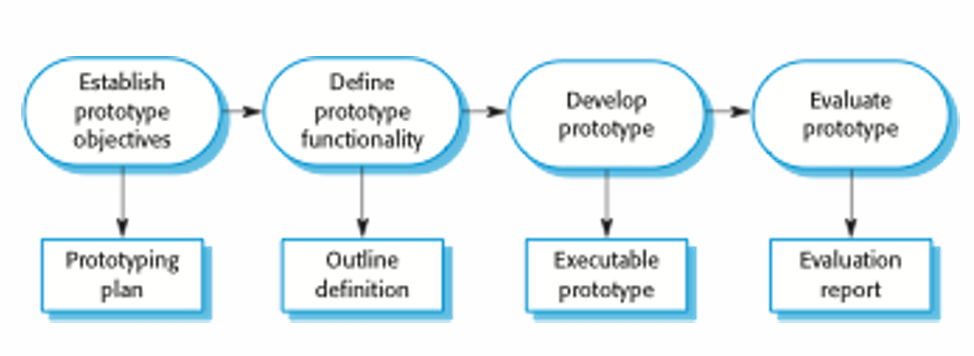 Establish
prototype
objectives
Define
prototype
functionality
Develop
prototype
Evaluate
prototype
Prototyping
plan
Outline
definition
Executable
prototype
Evaluation
report